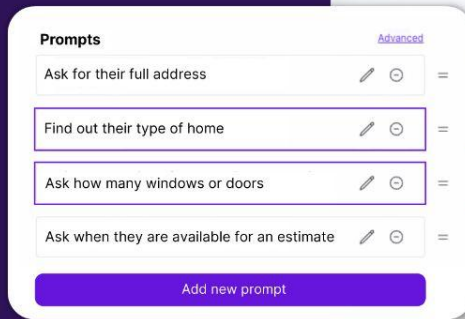 Prompts
Advanced
Ask for their full address
Find out their type of home
Ask how many windows or doors
Ask when they are available for an estimate
Add new prompt